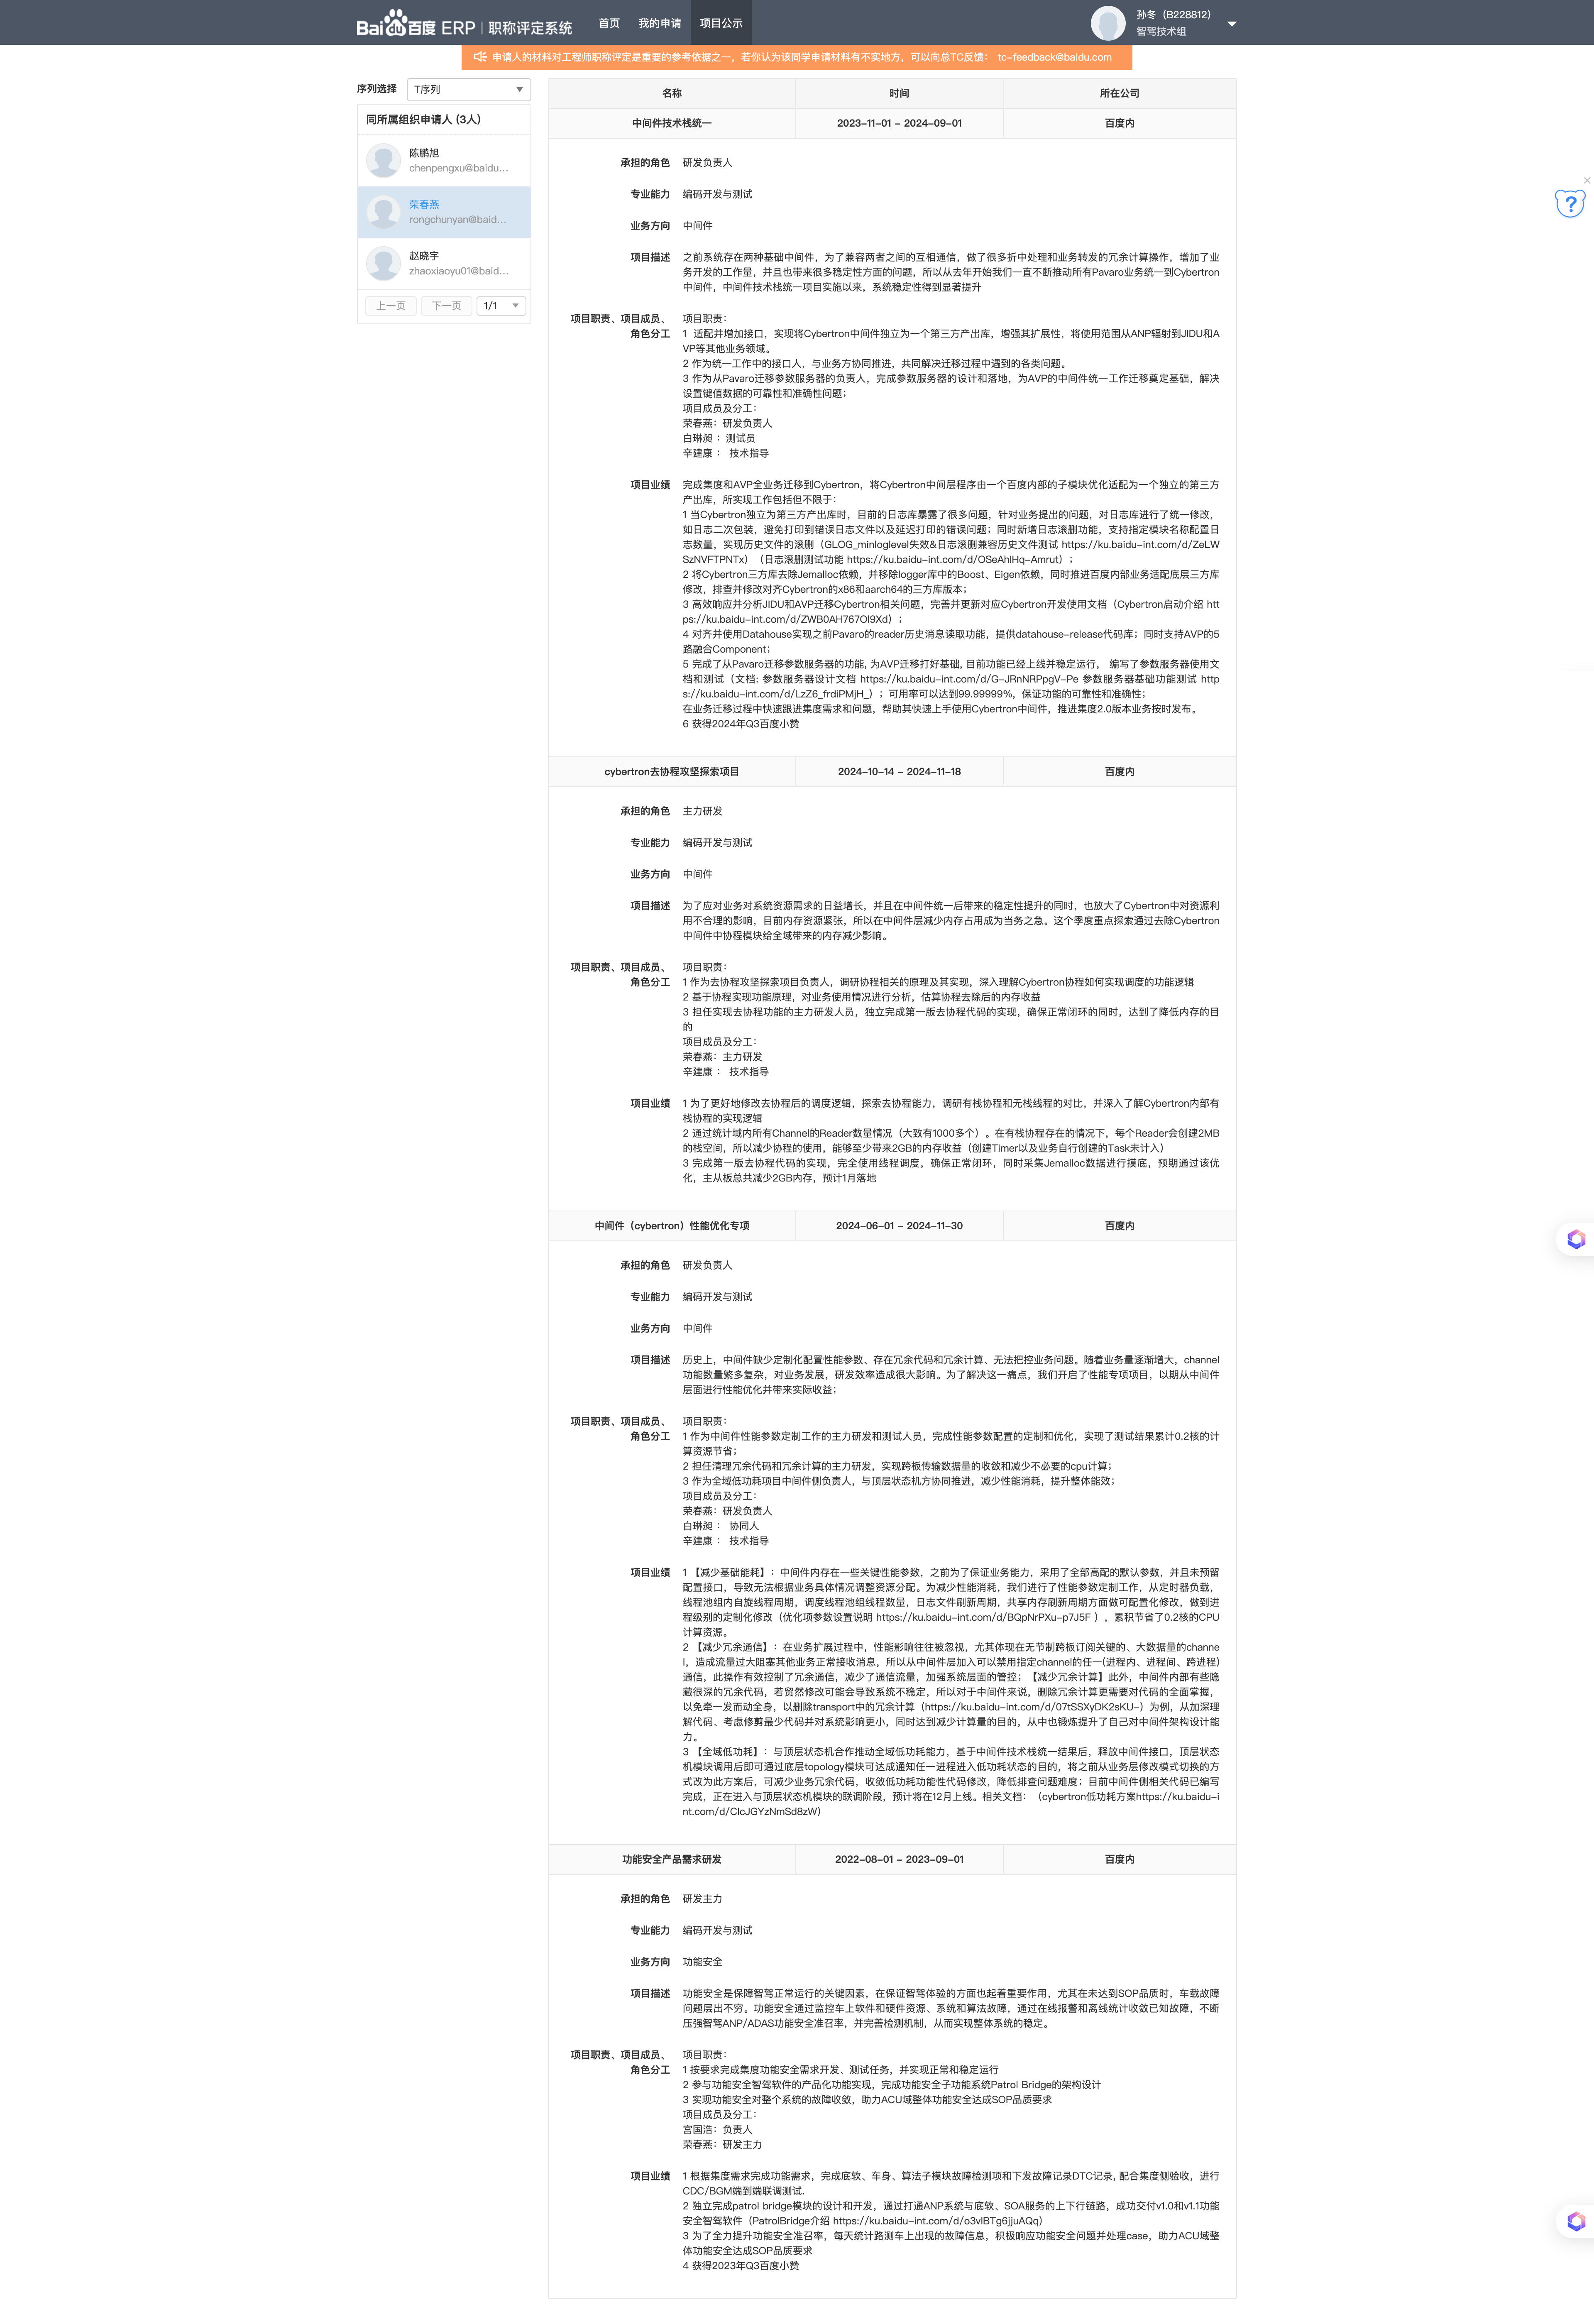 Bai百度 ERP 职称评定系统 首页 我的申请 项目公示
孙冬（B228812）
智驾技术组
申请人的材料对工程师职称评定是重要的参考依据之一，若你认为该同学申请材料有不实地方，可以向总TC反馈： tc-feedback@baidu.com
序列选择 T序列
同所属组织申请人 (3人)
陈鹏旭
chenpengxu@baidu...
荣春燕
rongchunyan@baid...
赵晓宇
zhaoxiaoyu01@baid...
上一页 下一页 1/1
名称 时间 所在公司
中间件技术栈统一 2023-11-01 - 2024-09-01 百度内
承担的角色 研发负责人
专业能力 编码开发与测试
业务方向 中间件
项目描述 之前系统存在两种基础中间件，为了兼容两者之间的互相通信，做了很多折中处理和业务转发的冗余计算操作，增加了业
务开发的工作量，并且也带来很多稳定性方面的问题，所以从去年开始我们一直不断推动所有Pavaro业务统一到Cybertron
中间件，中间件技术栈统一项目实施以来，系统稳定性得到显著提升
项目职责、项目成员、 项目职责：
角色分工 1 适配并增加接口，实现将Cybertron中间件独立为一个第三方产出库，增强其扩展性，将使用范围从ANP辐射到JIDU和A
VP等其他业务领域。
2 作为统一工作中的接口人，与业务方协同推进，共同解决迁移过程中遇到的各类问题。
3 作为从Pavaro迁移参数服务器的负责人，完成参数服务器的设计和落地，为AVP的中间件统一工作迁移奠定基础，解决
设置键值数据的可靠性和准确性问题；
项目成员及分工：
荣春燕：研发负责人
白琳昶 ：测试员
辛建康 ： 技术指导
项目业绩 完成集度和AVP全业务迁移到Cybertron，将Cybertron中间层程序由一个百度内部的子模块优化适配为一个独立的第三方
产出库，所实现工作包括但不限于：
1 当Cybertron独立为第三方产出库时，目前的日志库暴露了很多问题，针对业务提出的问题，对日志库进行了统一修改，
如日志二次包装，避免打印到错误日志文件以及延迟打印的错误问题；同时新增日志滚删功能，支持指定模块名称配置日
志数量，实现历史文件的滚删（GLOG_minloglevel失效&日志滚删兼容历史文件测试 https://ku.baidu-int.com/d/ZeLW
SzNVFTPNTx）（日志滚删测试功能 https://ku.baidu-int.com/d/OSeAhlHq-Amrut）；
2 将Cybertron三方库去除Jemalloc依赖，并移除logger库中的Boost、Eigen依赖，同时推进百度内部业务适配底层三方库
修改，排查并修改对齐Cybertron的x86和aarch64的三方库版本；
3 高效响应并分析JIDU和AVP迁移Cybertron相关问题，完善并更新对应Cybertron开发使用文档（Cybertron启动介绍 htt
ps://ku.baidu-int.com/d/ZWB0AH767Ol9Xd）；
4 对齐并使用Datahouse实现之前Pavaro的reader历史消息读取功能，提供datahouse-release代码库；同时支持AVP的5
路融合Component；
5 完成了从Pavaro迁移参数服务器的功能, 为AVP迁移打好基础, 目前功能已经上线并稳定运行， 编写了参数服务器使用文
档和测试（文档: 参数服务器设计文档 https://ku.baidu-int.com/d/G-JRnNRPpgV-Pe 参数服务器基础功能测试 http
s://ku.baidu-int.com/d/LzZ6_frdiPMjH_）；可用率可以达到99.99999%，保证功能的可靠性和准确性；
在业务迁移过程中快速跟进集度需求和问题，帮助其快速上手使用Cybertron中间件，推进集度2.0版本业务按时发布。
6 获得2024年Q3百度小赞
cybertron去协程攻坚探索项目 2024-10-14 - 2024-11-18 百度内
承担的角色 主力研发
专业能力 编码开发与测试
业务方向 中间件
项目描述 为了应对业务对系统资源需求的日益增长，并且在中间件统一后带来的稳定性提升的同时，也放大了Cybertron中对资源利
用不合理的影响，目前内存资源紧张，所以在中间件层减少内存占用成为当务之急。这个季度重点探索通过去除Cybertron
中间件中协程模块给全域带来的内存减少影响。
项目职责、项目成员、 项目职责：
角色分工 1 作为去协程攻坚探索项目负责人，调研协程相关的原理及其实现，深入理解Cybertron协程如何实现调度的功能逻辑
2 基于协程实现功能原理，对业务使用情况进行分析，估算协程去除后的内存收益
3 担任实现去协程功能的主力研发人员，独立完成第一版去协程代码的实现，确保正常闭环的同时，达到了降低内存的目
的
项目成员及分工：
荣春燕：主力研发
辛建康 ： 技术指导
项目业绩 1 为了更好地修改去协程后的调度逻辑，探索去协程能力，调研有栈协程和无栈线程的对比，并深入了解Cybertron内部有
栈协程的实现逻辑
2 通过统计域内所有Channel的Reader数量情况（大致有1000多个）。在有栈协程存在的情况下，每个Reader会创建2MB
的栈空间，所以减少协程的使用，能够至少带来2GB的内存收益（创建Timer以及业务自行创建的Task未计入）
3 完成第一版去协程代码的实现，完全使用线程调度，确保正常闭环，同时采集Jemalloc数据进行摸底，预期通过该优
化，主从板总共减少2GB内存，预计1月落地
中间件（cybertron）性能优化专项 2024-06-01 - 2024-11-30 百度内
承担的角色 研发负责人
专业能力 编码开发与测试
业务方向 中间件
项目描述 历史上，中间件缺少定制化配置性能参数、存在冗余代码和冗余计算、无法把控业务问题。随着业务量逐渐增大，channel
功能数量繁多复杂，对业务发展，研发效率造成很大影响。为了解决这一痛点，我们开启了性能专项项目，以期从中间件
层面进行性能优化并带来实际收益；
项目职责、项目成员、 项目职责：
角色分工 1 作为中间件性能参数定制工作的主力研发和测试人员，完成性能参数配置的定制和优化，实现了测试结果累计0.2核的计
算资源节省；
2 担任清理冗余代码和冗余计算的主力研发，实现跨板传输数据量的收敛和减少不必要的cpu计算；
3 作为全域低功耗项目中间件侧负责人，与顶层状态机方协同推进，减少性能消耗，提升整体能效；
项目成员及分工：
荣春燕：研发负责人
白琳昶 ： 协同人
辛建康 ： 技术指导
项目业绩 1 【减少基础能耗】：中间件内存在一些关键性能参数，之前为了保证业务能力，采用了全部高配的默认参数，并且未预留
配置接口，导致无法根据业务具体情况调整资源分配。为减少性能消耗，我们进行了性能参数定制工作，从定时器负载，
线程池组内自旋线程周期，调度线程池组线程数量，日志文件刷新周期，共享内存刷新周期方面做可配置化修改，做到进
程级别的定制化修改（优化项参数设置说明 https://ku.baidu-int.com/d/BQpNrPXu-p7J5F ），累积节省了0.2核的CPU
计算资源。
2 【减少冗余通信】：在业务扩展过程中，性能影响往往被忽视，尤其体现在无节制跨板订阅关键的、大数据量的channe
l，造成流量过大阻塞其他业务正常接收消息，所以从中间件层加入可以禁用指定channel的任一(进程内、进程间、跨进程)
通信，此操作有效控制了冗余通信，减少了通信流量，加强系统层面的管控；【减少冗余计算】此外，中间件内部有些隐
藏很深的冗余代码，若贸然修改可能会导致系统不稳定，所以对于中间件来说，删除冗余计算更需要对代码的全面掌握，
以免牵一发而动全身，以删除transport中的冗余计算（https://ku.baidu-int.com/d/07tSSXyDK2sKU-）为例，从加深理
解代码、考虑修剪最少代码并对系统影响更小，同时达到减少计算量的目的，从中也锻炼提升了自己对中间件架构设计能
力。
3 【全域低功耗】：与顶层状态机合作推动全域低功耗能力，基于中间件技术栈统一结果后，释放中间件接口，顶层状态
机模块调用后即可通过底层topology模块可达成通知任一进程进入低功耗状态的目的，将之前从业务层修改模式切换的方
式改为此方案后，可减少业务冗余代码，收敛低功耗功能性代码修改，降低排查问题难度；目前中间件侧相关代码已编写
完成，正在进入与顶层状态机模块的联调阶段，预计将在12月上线。相关文档：（cybertron低功耗方案https://ku.baidu-i
nt.com/d/ClcJGYzNmSd8zW）
功能安全产品需求研发 2022-08-01 - 2023-09-01 百度内
承担的角色 研发主力
专业能力 编码开发与测试
业务方向 功能安全
项目描述 功能安全是保障智驾正常运行的关键因素，在保证智驾体验的方面也起着重要作用，尤其在未达到SOP品质时，车载故障
问题层出不穷。功能安全通过监控车上软件和硬件资源、系统和算法故障，通过在线报警和离线统计收敛已知故障，不断
压强智驾ANP/ADAS功能安全准召率，并完善检测机制，从而实现整体系统的稳定。
项目职责、项目成员、 项目职责：
角色分工 1 按要求完成集度功能安全需求开发、测试任务，并实现正常和稳定运行
2 参与功能安全智驾软件的产品化功能实现，完成功能安全子功能系统Patrol Bridge的架构设计
3 实现功能安全对整个系统的故障收敛，助力ACU域整体功能安全达成SOP品质要求
项目成员及分工：
宫国浩：负责人
荣春燕：研发主力
项目业绩 1 根据集度需求完成功能需求，完成底软、车身、算法子模块故障检测项和下发故障记录DTC记录, 配合集度侧验收，进行
CDC/BGM端到端联调测试.
2 独立完成patrol bridge模块的设计和开发，通过打通ANP系统与底软、SOA服务的上下行链路，成功交付v1.0和v1.1功能
安全智驾软件（PatrolBridge介绍 https://ku.baidu-int.com/d/o3vlBTg6jjuAQq)
3 为了全力提升功能安全准召率，每天统计路测车上出现的故障信息，积极响应功能安全问题并处理case，助力ACU域整
体功能安全达成SOP品质要求
4 获得2023年Q3百度小赞